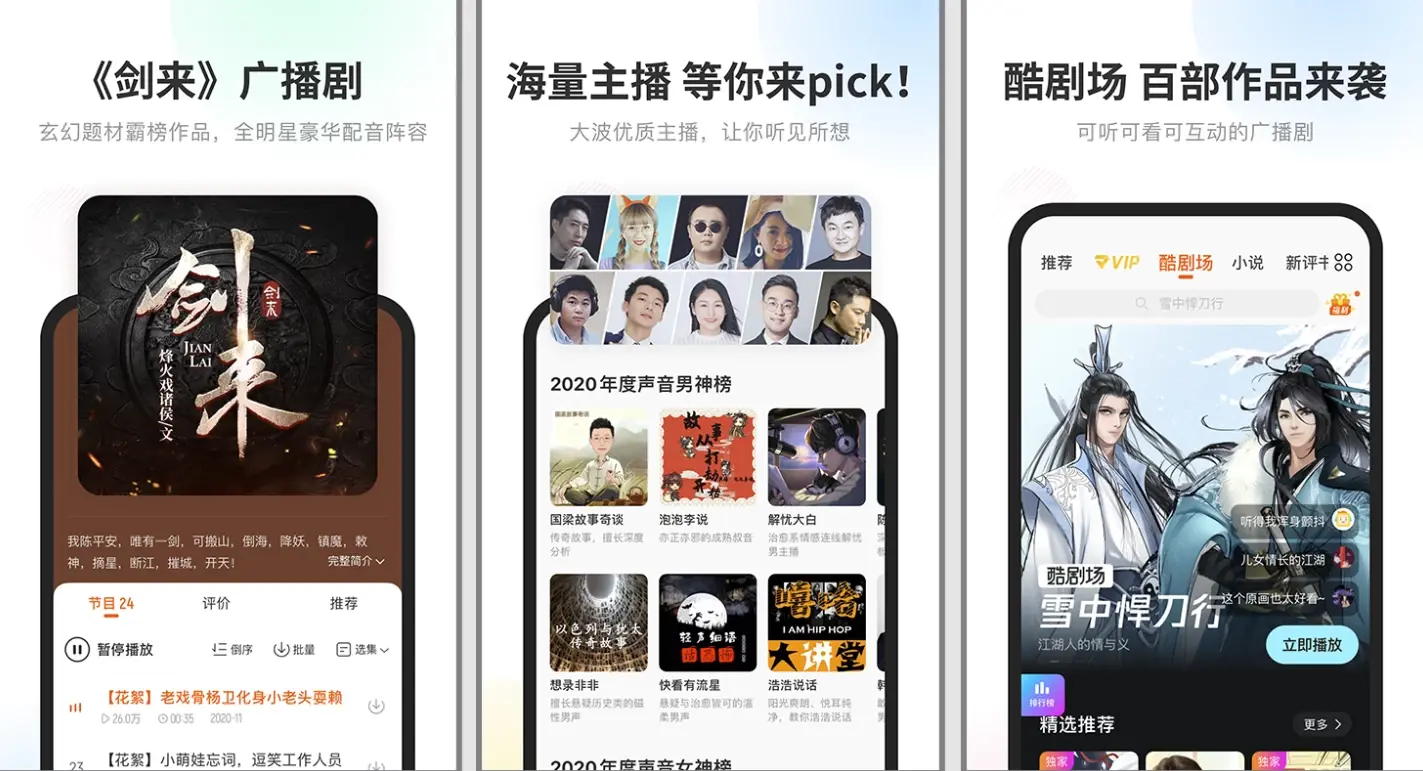 《剑来》广播剧
玄幻题材霸榜作品，全明星豪华配音阵容
剑来
剑来
JIAN
LAI
烽火戏诸侯/文
我陈平安，唯有一剑，可搬山，倒海，降妖，镇魔，敕
神，摘星，断江，摧城，开天！
完整简介
节目 24
评价
推荐
暂停播放
倒序
批量
选集
【花絮】老戏骨杨卫化身小老头耍赖
26.0万
00:35
2020-11
23
【花絮】小萌娃忘词，逗笑工作人员
海量主播 等你来pick！
大波优质主播，让你听见所想
2020年度声音男神榜
国梁故事奇谈
故事
从
打劫
开始
国梁故事奇谈
传奇故事，擅长深度
分析
泡泡李说
亦正亦邪的成熟叔音
解忧大白
治愈系情感连线解忧
男主播
以色列与犹太
传奇故事
轻声细语
嘻哈
I AM HIP HOP
大讲堂
想录非非
擅长悬疑历史类的磁
性男声
快看有流星
悬疑与治愈皆可的温
柔男声
浩浩说话
阳光爽朗、悦耳纯
净，教你浩浩说话
2020年度声音女神榜
酷剧场 百部作品来袭
可听可看可互动的广播剧
推荐
VIP
酷剧场
小说
新评书
雪中悍刀行
福利
听得我浑身颤抖
儿女情长的江湖
这个原画也太好看~
酷剧场
雪中悍刀行
江湖人的情与义
立即播放
排行榜
精选推荐
更多
独家
独家